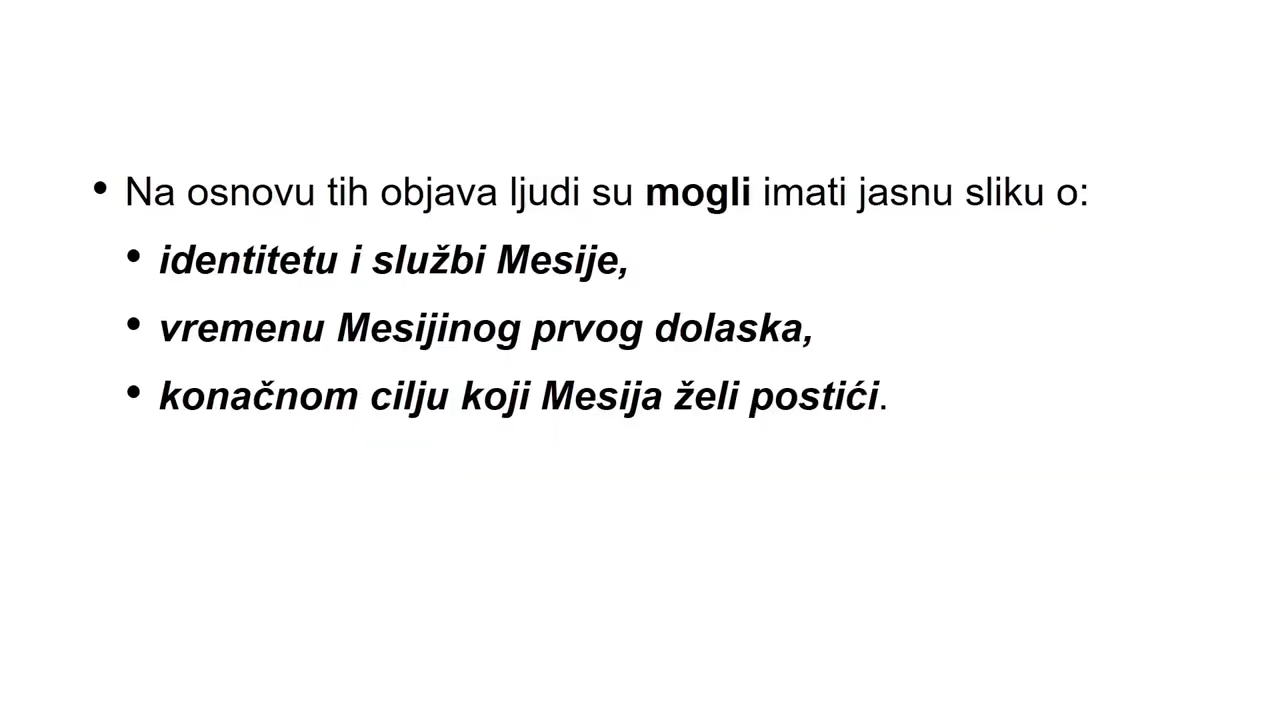 • Na osnovu tih objava ljudi su mogli imati jasnu sliku o:
• identitetu i službi Mesije,
• vremenu Mesijinog prvog dolaska,
• konačnom cilju koji Mesija želi postići.